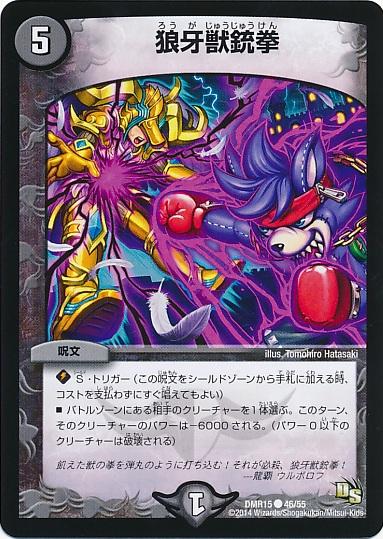 5
ろうがじゅうじゅうけん
狼牙獣銃拳
illus. Tomohiro Hatasaki
呪文
S・トリガー (この呪文をシールドゾーンから手札に加える時、
コストを支払わずにすぐ唱えてもよい)
■ バトルゾーンにある相手のクリーチャーを1体選ぶ。このターン、
そのクリーチャーのパワーは−6000される。(パワー0以下の
クリーチャーは破壊される)
飢えた獣の拳を弾丸のように打ち込む！それが必殺、狼牙獣銃拳！
---龍覇 ウルボロフ
1
DS
DMR15 ● 46/55
©2014 Wizards/Shogakukan/Mitsui-Kids